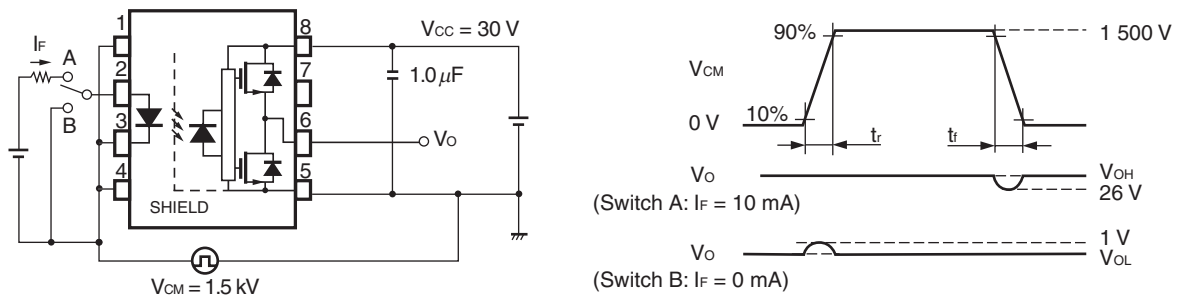 1
8
VCC = 30 V
IF
A
2
7
1.0 μF
B
3
6
VO
4
5
SHIELD
VCM = 1.5 kV
90%
1 500 V
VCM
10%
0 V
tr
tf
VO
VOH
26 V
(Switch A: IF = 10 mA)
1 V
VO
VOL
(Switch B: IF = 0 mA)